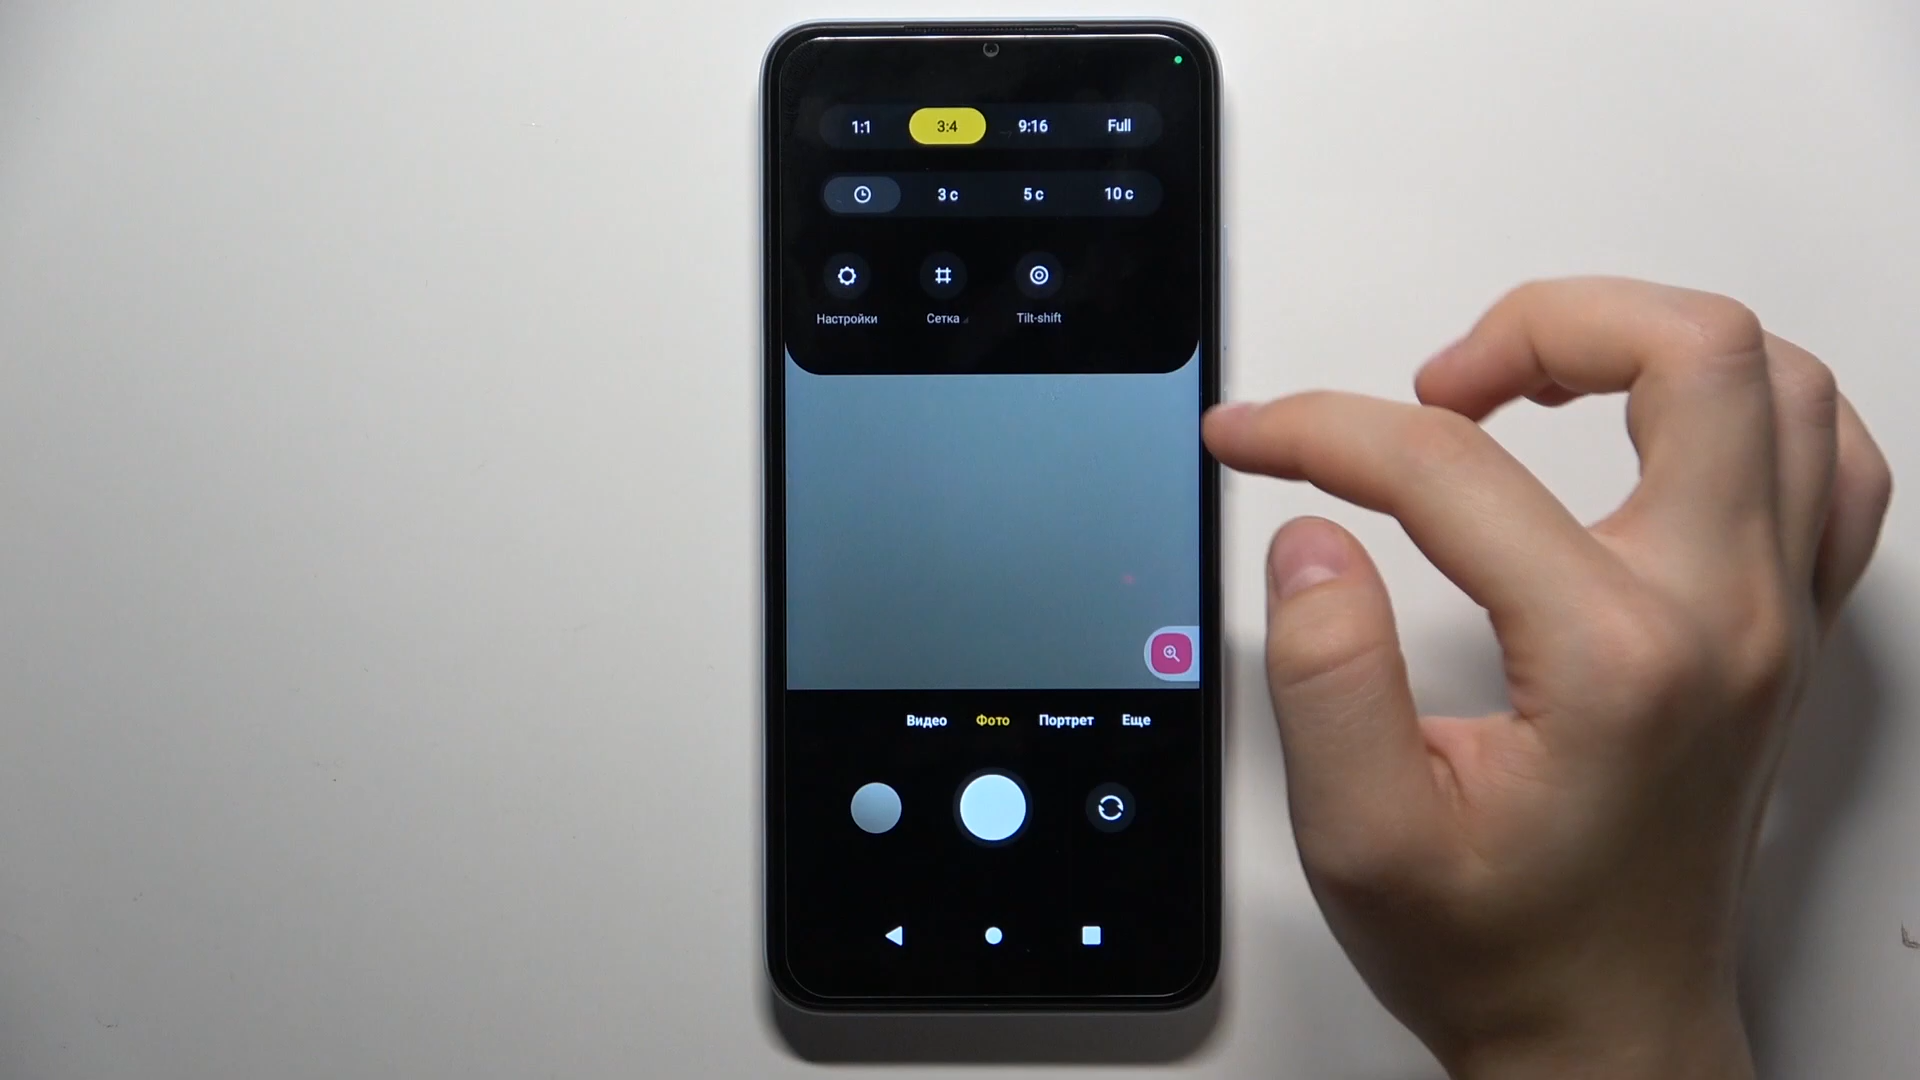 1:1 3:4 9:16 Full
3 с 5 с 10 с
Настройки Сетка Tilt-shift
Видео Фото Портрет Еще